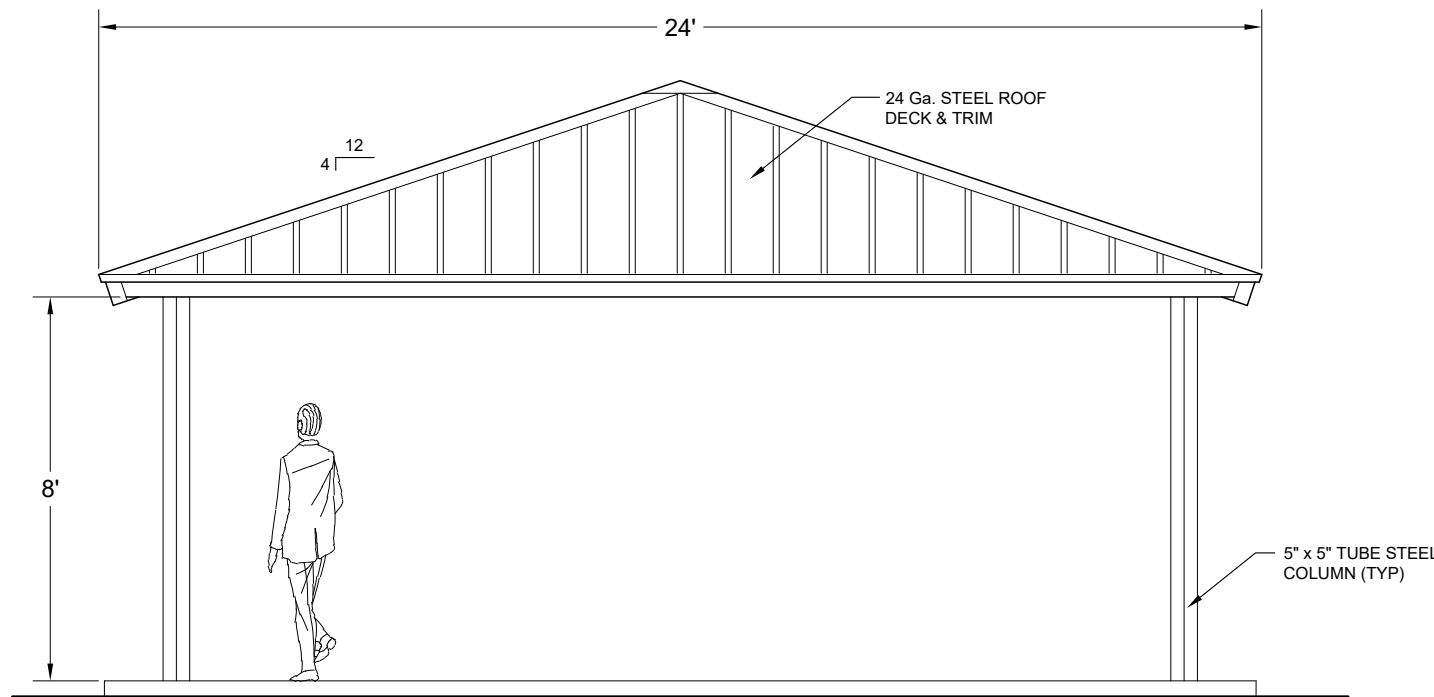 24'
24 Ga. STEEL ROOF
DECK & TRIM
12
4
8'
5" x 5" TUBE STEEL
COLUMN (TYP)